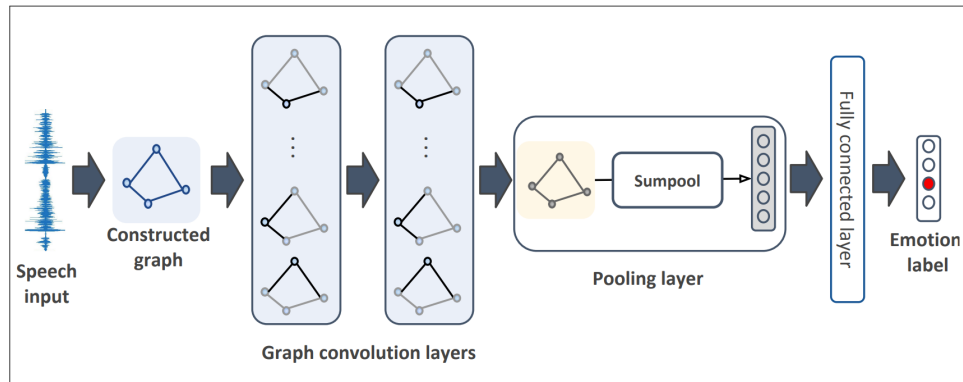 Speech
input
Constructed
graph
Graph convolution layers
Sumpool
Pooling layer
Fully connected layer
Emotion
label